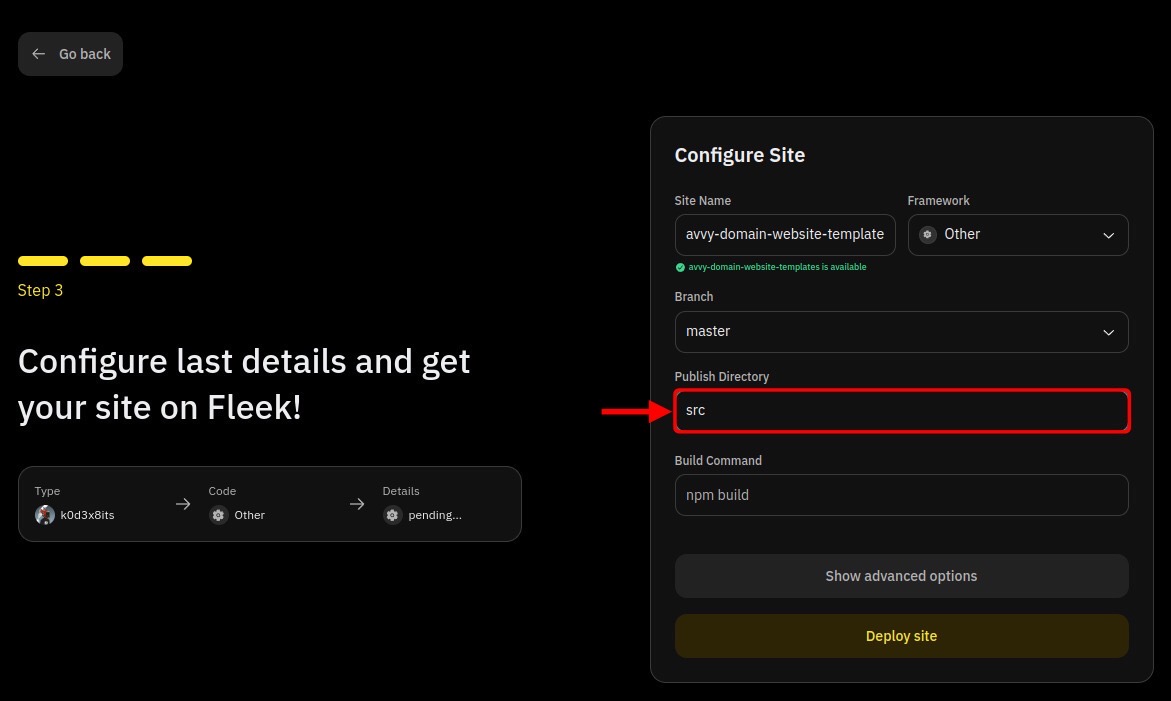 Go back
Step 3
Configure last details and get
your site on Fleek!
Type
k0d3x8its
Code
Other
Details
pending...
Configure Site
Site Name
Framework
avvy-domain-website-template
Other
avvy-domain-website-templates is available
Branch
master
Publish Directory
src
Build Command
npm build
Show advanced options
Deploy site